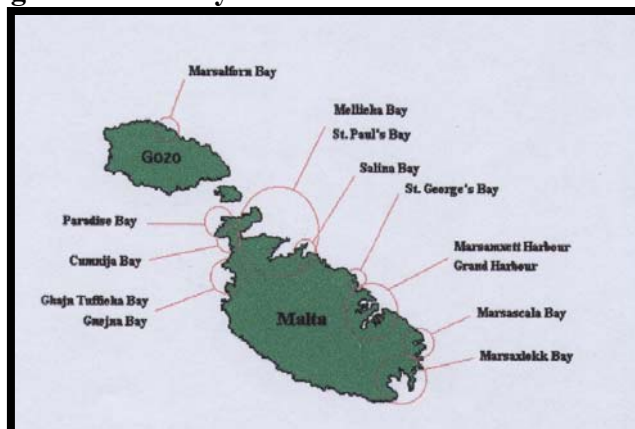 Marsalforn Bay
Mellieha Bay
St. Paul's Bay
Gozo
Salina Bay
St. George's Bay
Paradise Bay
Marsamxett Harbour
Grand Harbour
Cumnija Bay
Ghajn Tuffieha Bay
Gnejna Bay
Malta
Marsascala Bay
Marsaxlokk Bay